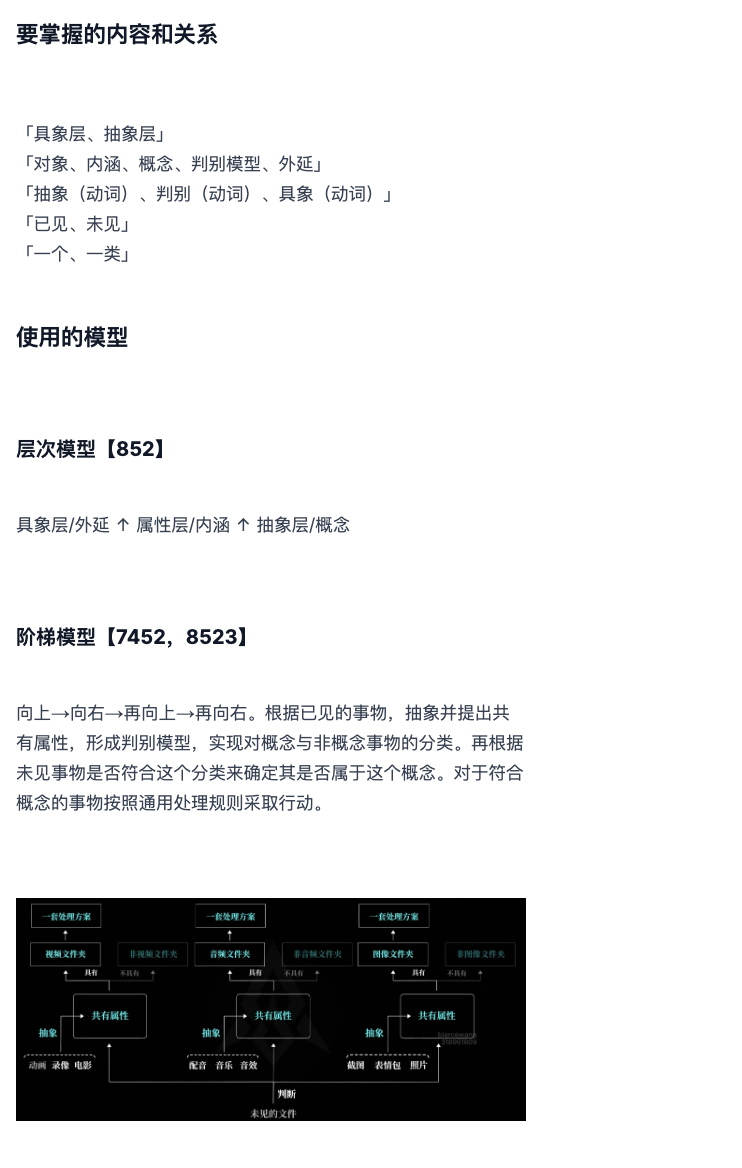 要掌握的内容和关系
「具象层、抽象层」
「对象、内涵、概念、判别模型、外延」
「抽象（动词）、判别（动词）、具象（动词）」
「已见、未见」
「一个、一类」
使用的模型
层次模型【852】
具象层/外延 ↑ 属性层/内涵 ↑ 抽象层/概念
阶梯模型【7452，8523】
向上→向右→再向上→再向右。根据已见的事物，抽象并提出共
有属性，形成判别模型，实现对概念与非概念事物的分类。再根据
未见事物是否符合这个分类来确定其是否属于这个概念。对于符合
概念的事物按照通用处理规则采取行动。
一套处理方案 一套处理方案 一套处理方案
视频文件夹 非视频文件夹 音频文件夹 非音频文件夹 图像文件夹 非图像文件夹
具有 不具有 具有 不具有 具有 不具有
共有属性 共有属性 共有属性
抽象 抽象 抽象
动画 录像 电影 配音 音乐 音效 截图 表情包 照片
判断
未见的文件